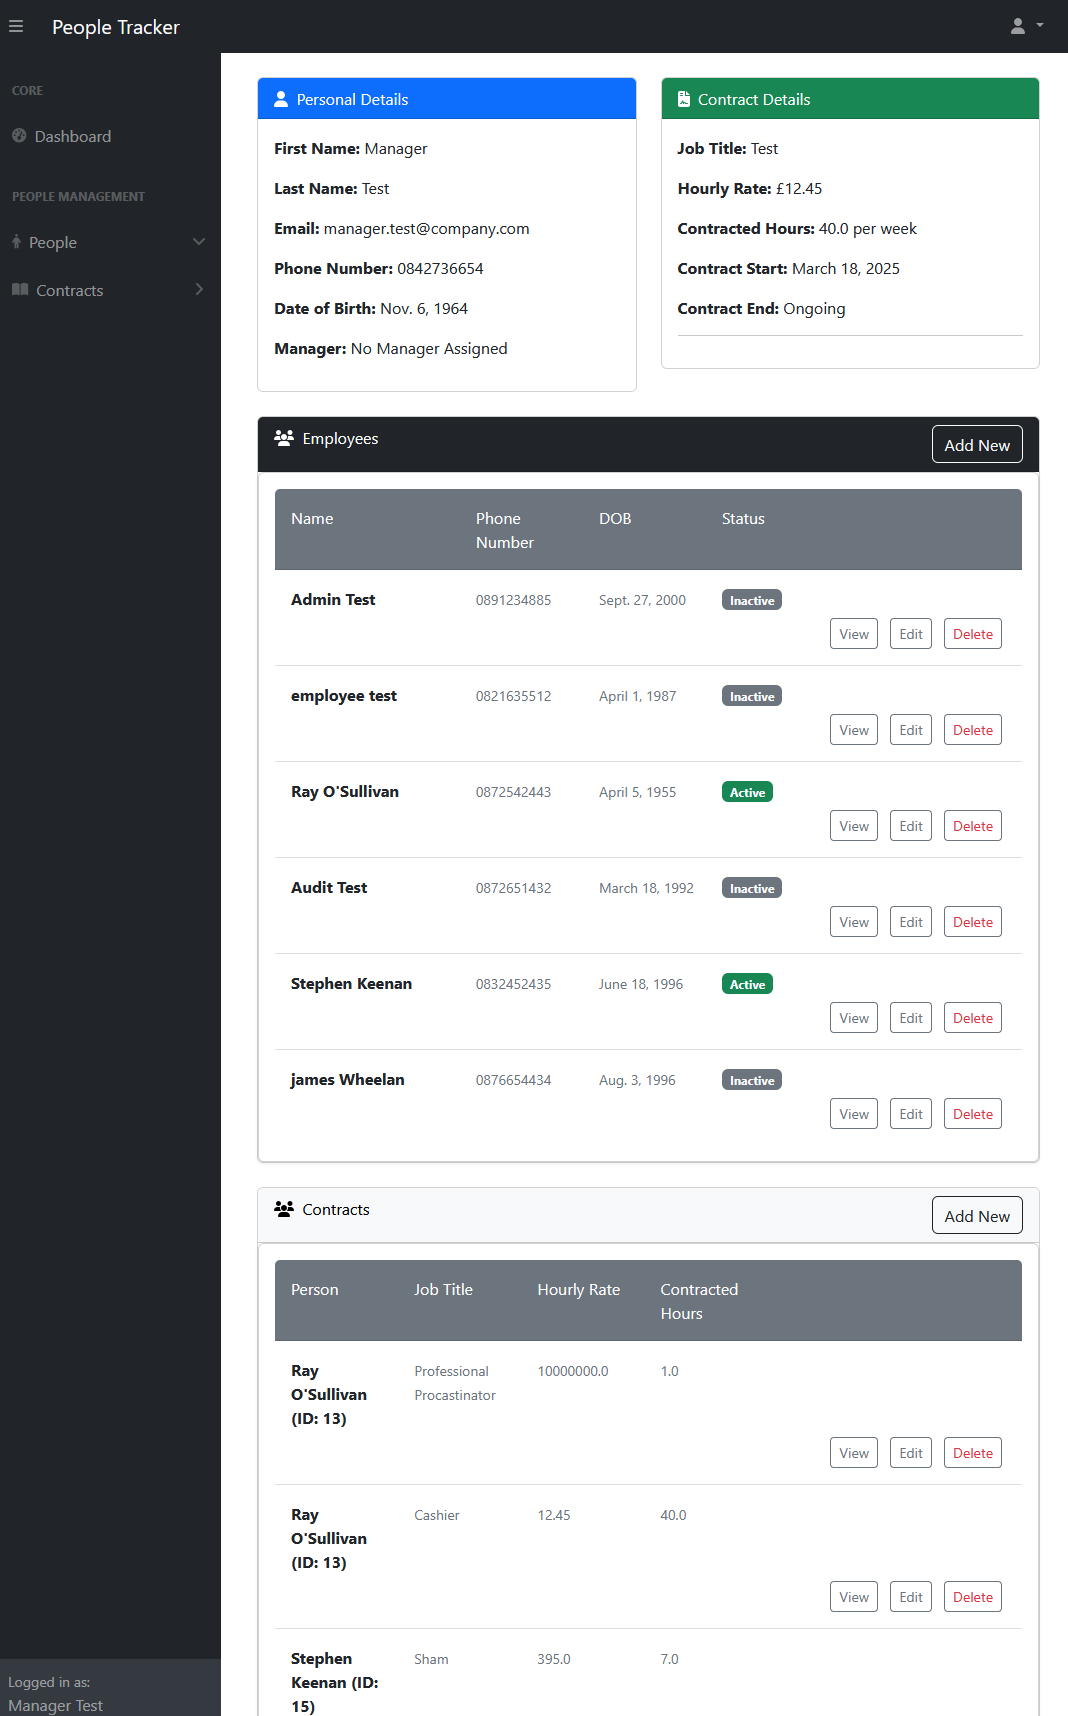 People Tracker
CORE
Dashboard
PEOPLE MANAGEMENT
People
Contracts
Logged in as:
Manager Test
Personal Details
First Name: Manager
Last Name: Test
Email: manager.test@company.com
Phone Number: 0842736654
Date of Birth: Nov. 6, 1964
Manager: No Manager Assigned
Contract Details
Job Title: Test
Hourly Rate: £12.45
Contracted Hours: 40.0 per week
Contract Start: March 18, 2025
Contract End: Ongoing
Employees
Add New
Name Phone Number DOB Status
Admin Test 0891234885 Sept. 27, 2000 Inactive
View Edit Delete
employee test 0821635512 April 1, 1987 Inactive
View Edit Delete
Ray O'Sullivan 0872542443 April 5, 1955 Active
View Edit Delete
Audit Test 0872651432 March 18, 1992 Inactive
View Edit Delete
Stephen Keenan 0832452435 June 18, 1996 Active
View Edit Delete
james Wheelan 0876654434 Aug. 3, 1996 Inactive
View Edit Delete
Contracts
Add New
Person Job Title Hourly Rate Contracted Hours
Ray O'Sullivan (ID: 13) Professional Procastinator 10000000.0 1.0
View Edit Delete
Ray O'Sullivan (ID: 13) Cashier 12.45 40.0
View Edit Delete
Stephen Keenan (ID: 15) Sham 395.0 7.0